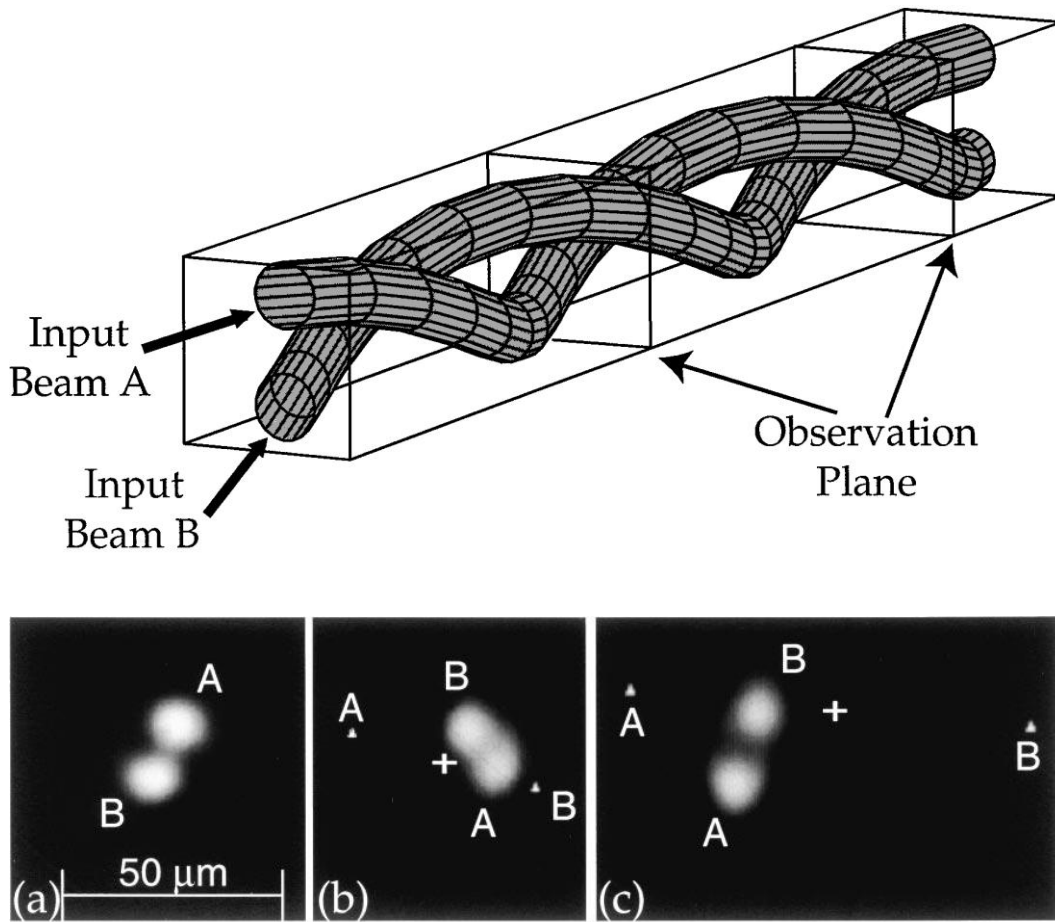 Input
Beam A
Input
Beam B
Observation
Plane
A
B
50 μm
(a)
A
B
+
A
B
(b)
A
B
+
A
B
(c)